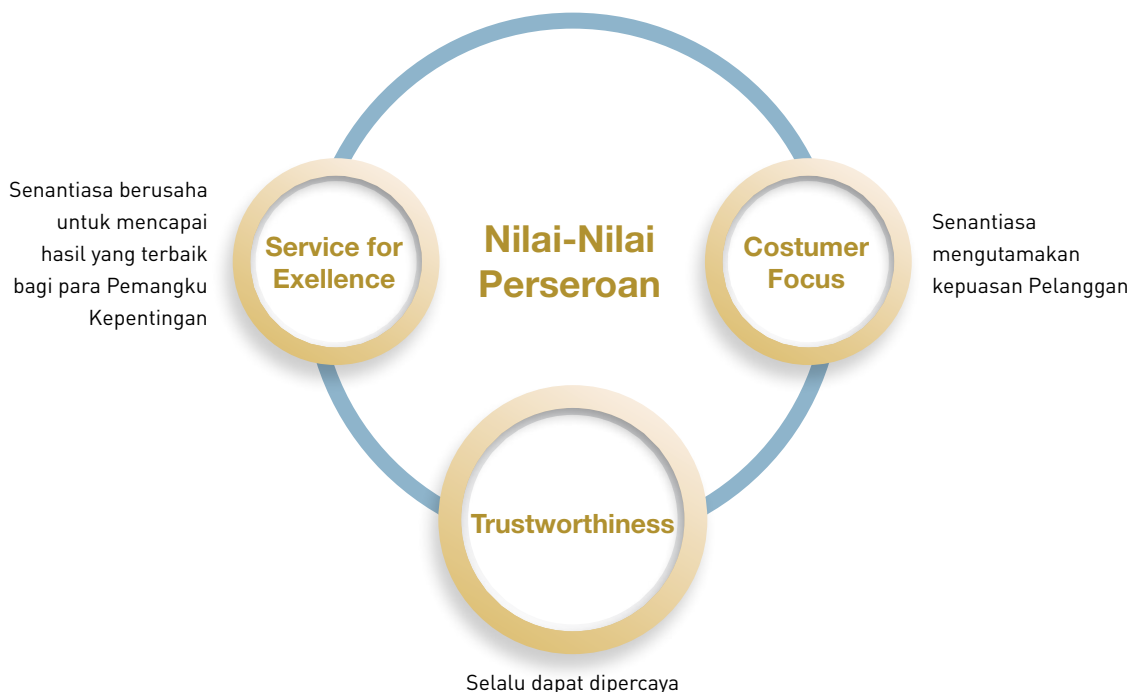 Nilai-Nilai
Perseroan
Service for
Exellence
Senantiasa berusaha
untuk mencapai
hasil yang terbaik
bagi para Pemangku
Kepentingan
Costumer
Focus
Senantiasa
mengutamakan
kepuasan Pelanggan
Trustworthiness
Selalu dapat dipercaya